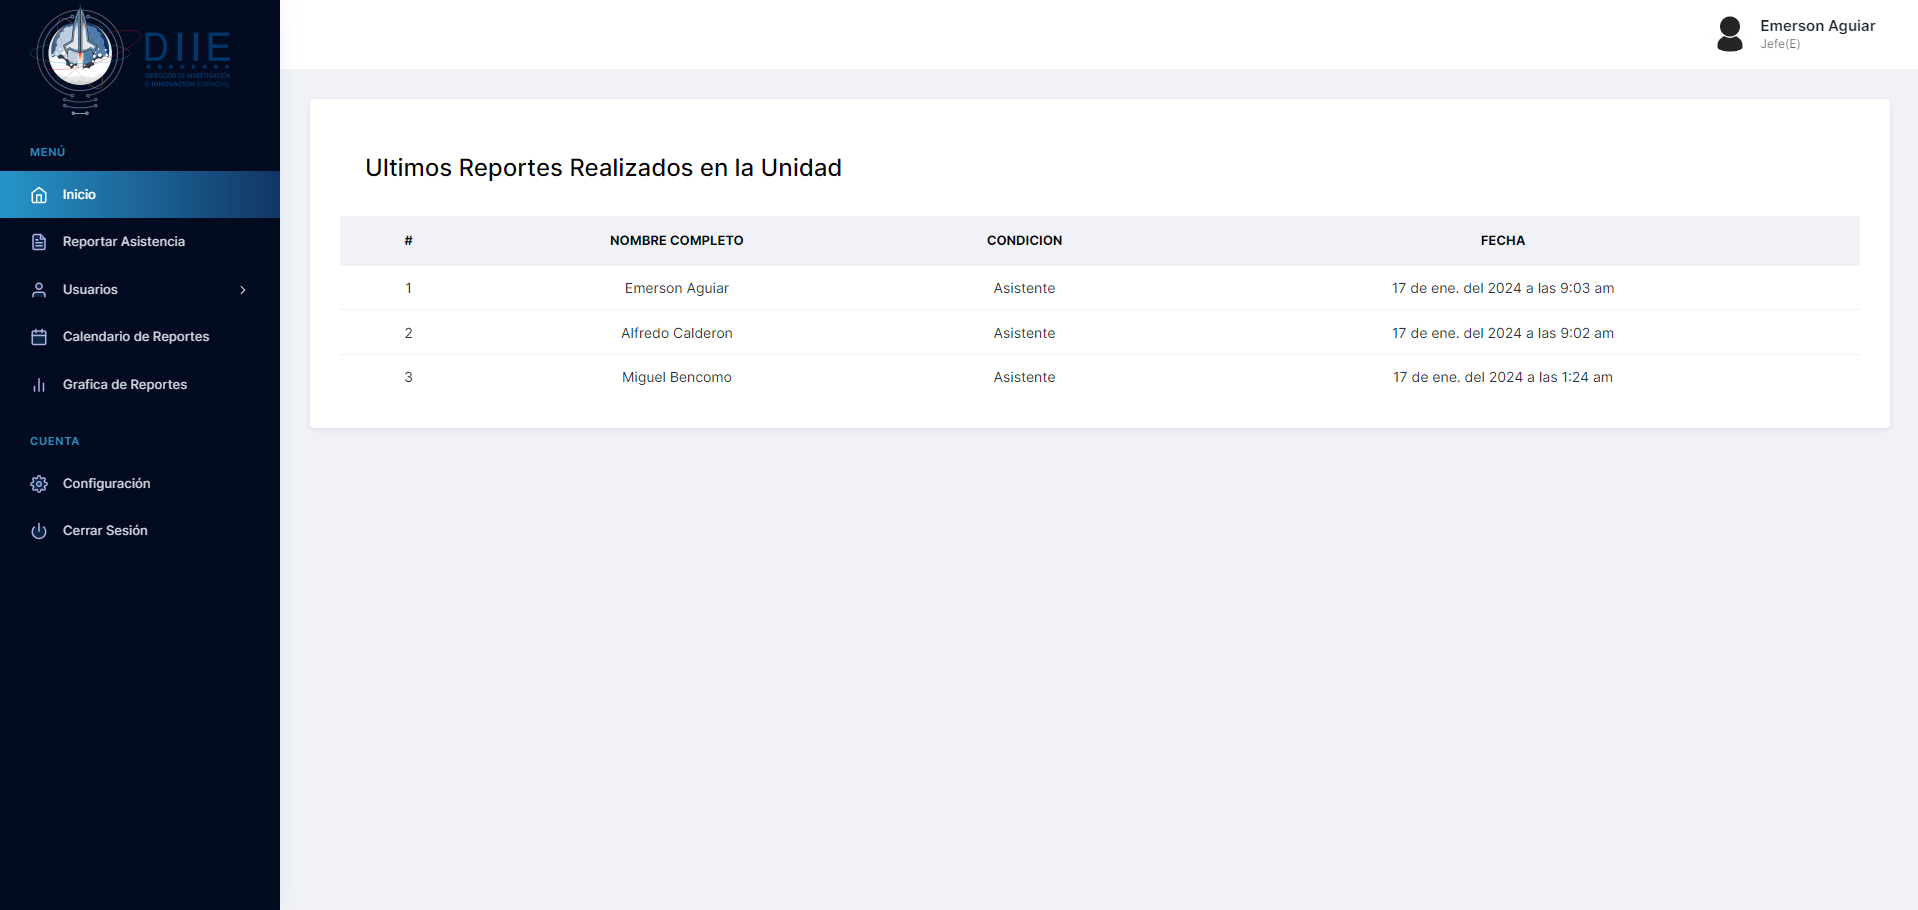 DIIE
DIRECCIÓN DE INVESTIGACIÓN
E INNOVACIÓN ESPACIAL
Emerson Aguiar
Jefe(E)
MENÚ
Inicio
Reportar Asistencia
Usuarios
Calendario de Reportes
Grafica de Reportes
CUENTA
Configuración
Cerrar Sesión
Ultimos Reportes Realizados en la Unidad
# NOMBRE COMPLETO CONDICION FECHA
1 Emerson Aguiar Asistente 17 de ene. del 2024 a las 9:03 am
2 Alfredo Calderon Asistente 17 de ene. del 2024 a las 9:02 am
3 Miguel Bencomo Asistente 17 de ene. del 2024 a las 1:24 am